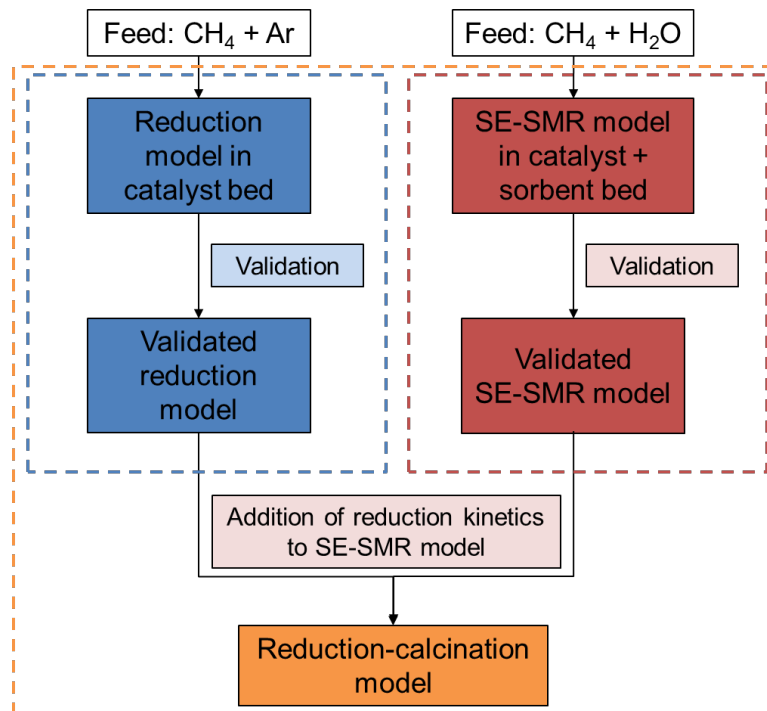 Feed: CH₄ + Ar
Feed: CH₄ + H₂O
Reduction
model in
catalyst bed
SE-SMR model
in catalyst +
sorbent bed
Validation
Validation
Validated
reduction
model
Validated
SE-SMR model
Addition of reduction kinetics
to SE-SMR model
Reduction-calcination
model